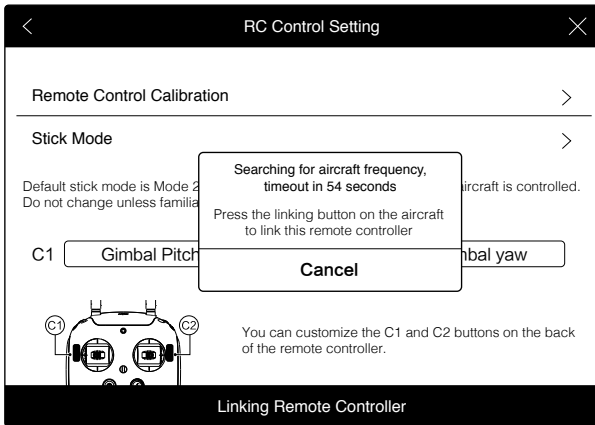 RC Control Setting
Remote Control Calibration
Stick Mode
Searching for aircraft frequency,
timeout in 54 seconds
Press the linking button on the aircraft
to link this remote controller
Cancel
Default stick mode is Mode 2 ircraft is controlled.
Do not change unless familia
C1 Gimbal Pitch bal yaw
C1 C2
You can customize the C1 and C2 buttons on the back
of the remote controller.
Linking Remote Controller